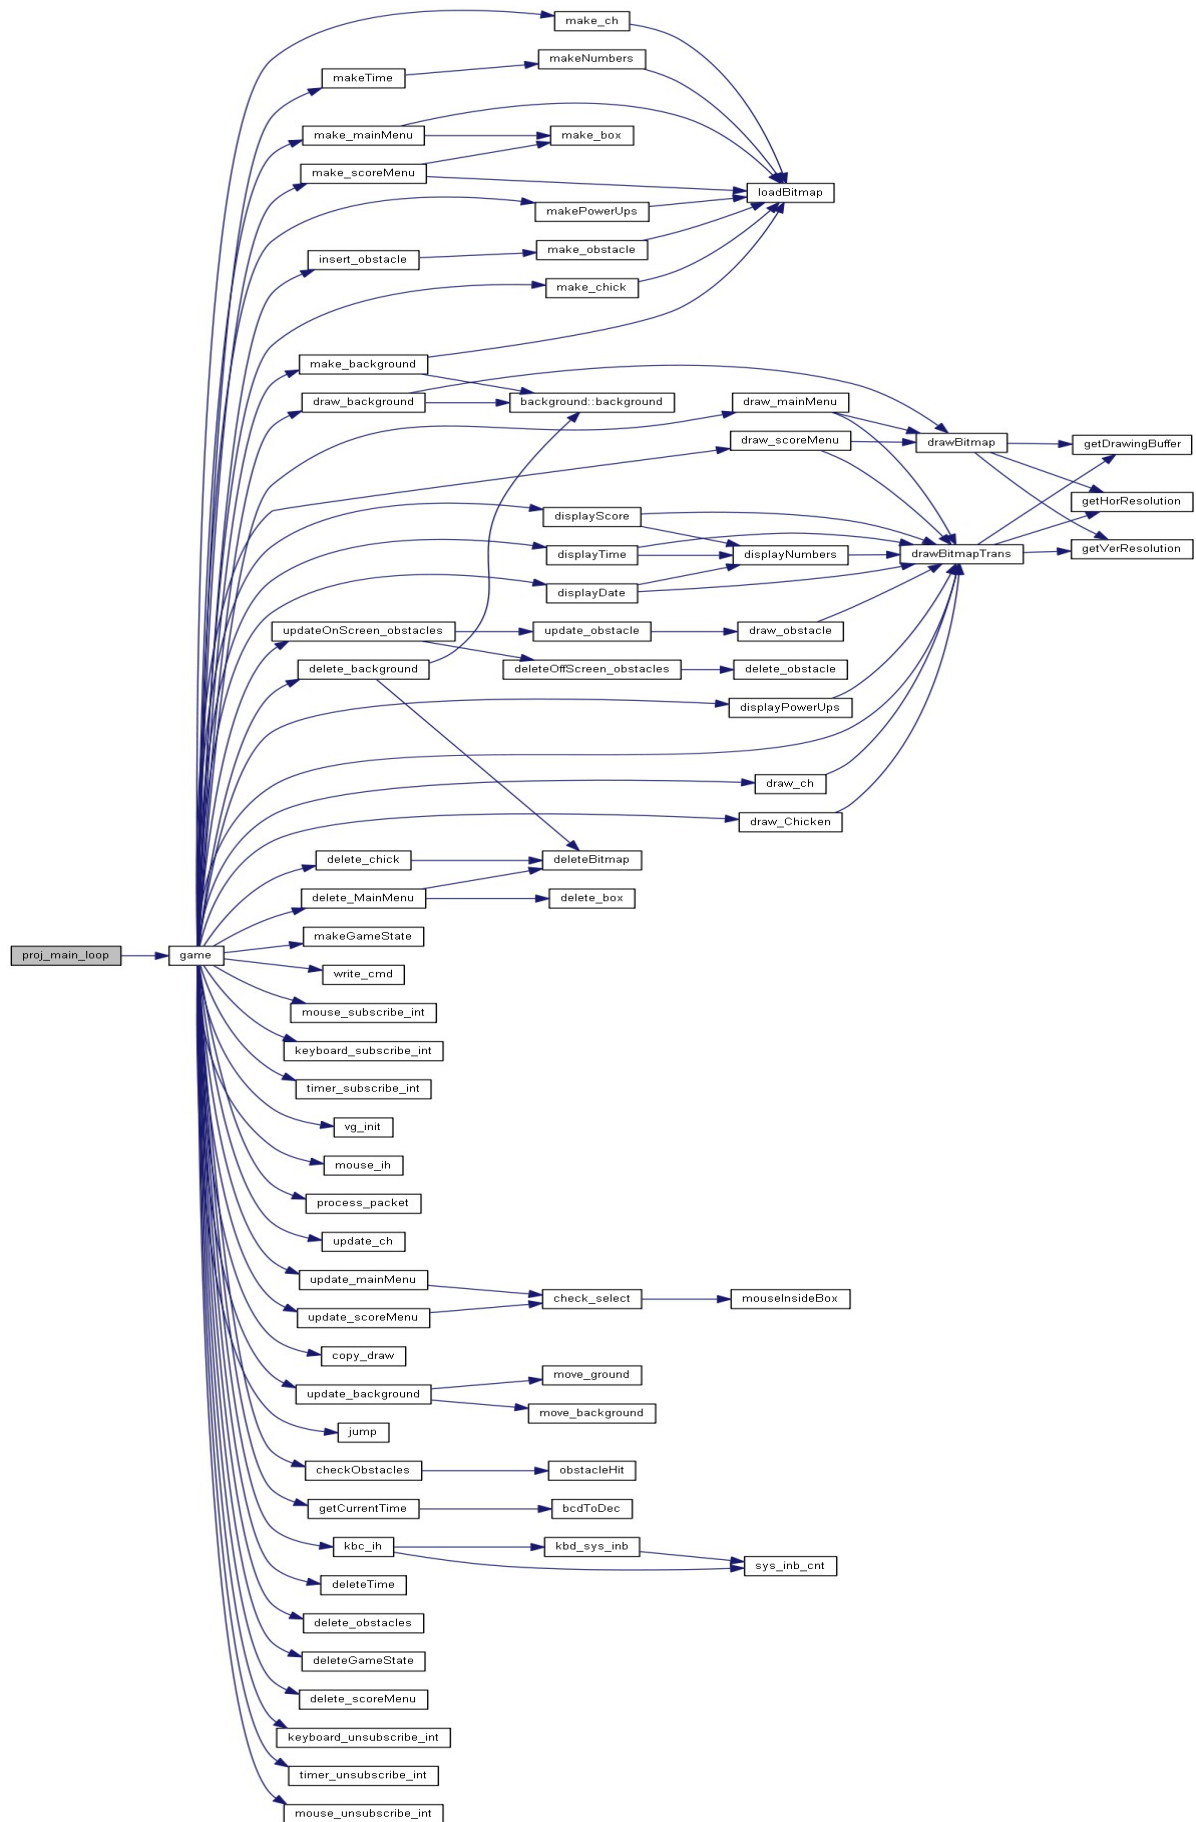 make_ch
makeNumbers
makeTime
make_mainMenu
make_box
make_scoreMenu
loadBitmap
makePowerUps
make_obstacle
insert_obstacle
make_chick
make_background
draw_background
background::background
draw_mainMenu
draw_scoreMenu
drawBitmap
getDrawingBuffer
getHorResolution
getVerResolution
displayScore
displayTime
displayNumbers
drawBitmapTrans
displayDate
updateOnScreen_obstacles
update_obstacle
draw_obstacle
delete_background
deleteOffScreen_obstacles
delete_obstacle
displayPowerUps
draw_ch
draw_Chicken
delete_chick
deleteBitmap
delete_MainMenu
delete_box
makeGameState
proj_main_loop
game
write_cmd
mouse_subscribe_int
keyboard_subscribe_int
timer_subscribe_int
vg_init
mouse_ih
process_packet
update_ch
update_mainMenu
check_select
mouseInsideBox
update_scoreMenu
copy_draw
move_ground
update_background
move_background
jump
checkObstacles
obstacleHit
getCurrentTime
bcdToDec
kbc_ih
kbd_sys_inb
sys_inb_cnt
deleteTime
delete_obstacles
deleteGameState
delete_scoreMenu
keyboard_unsubscribe_int
timer_unsubscribe_int
mouse_unsubscribe_int